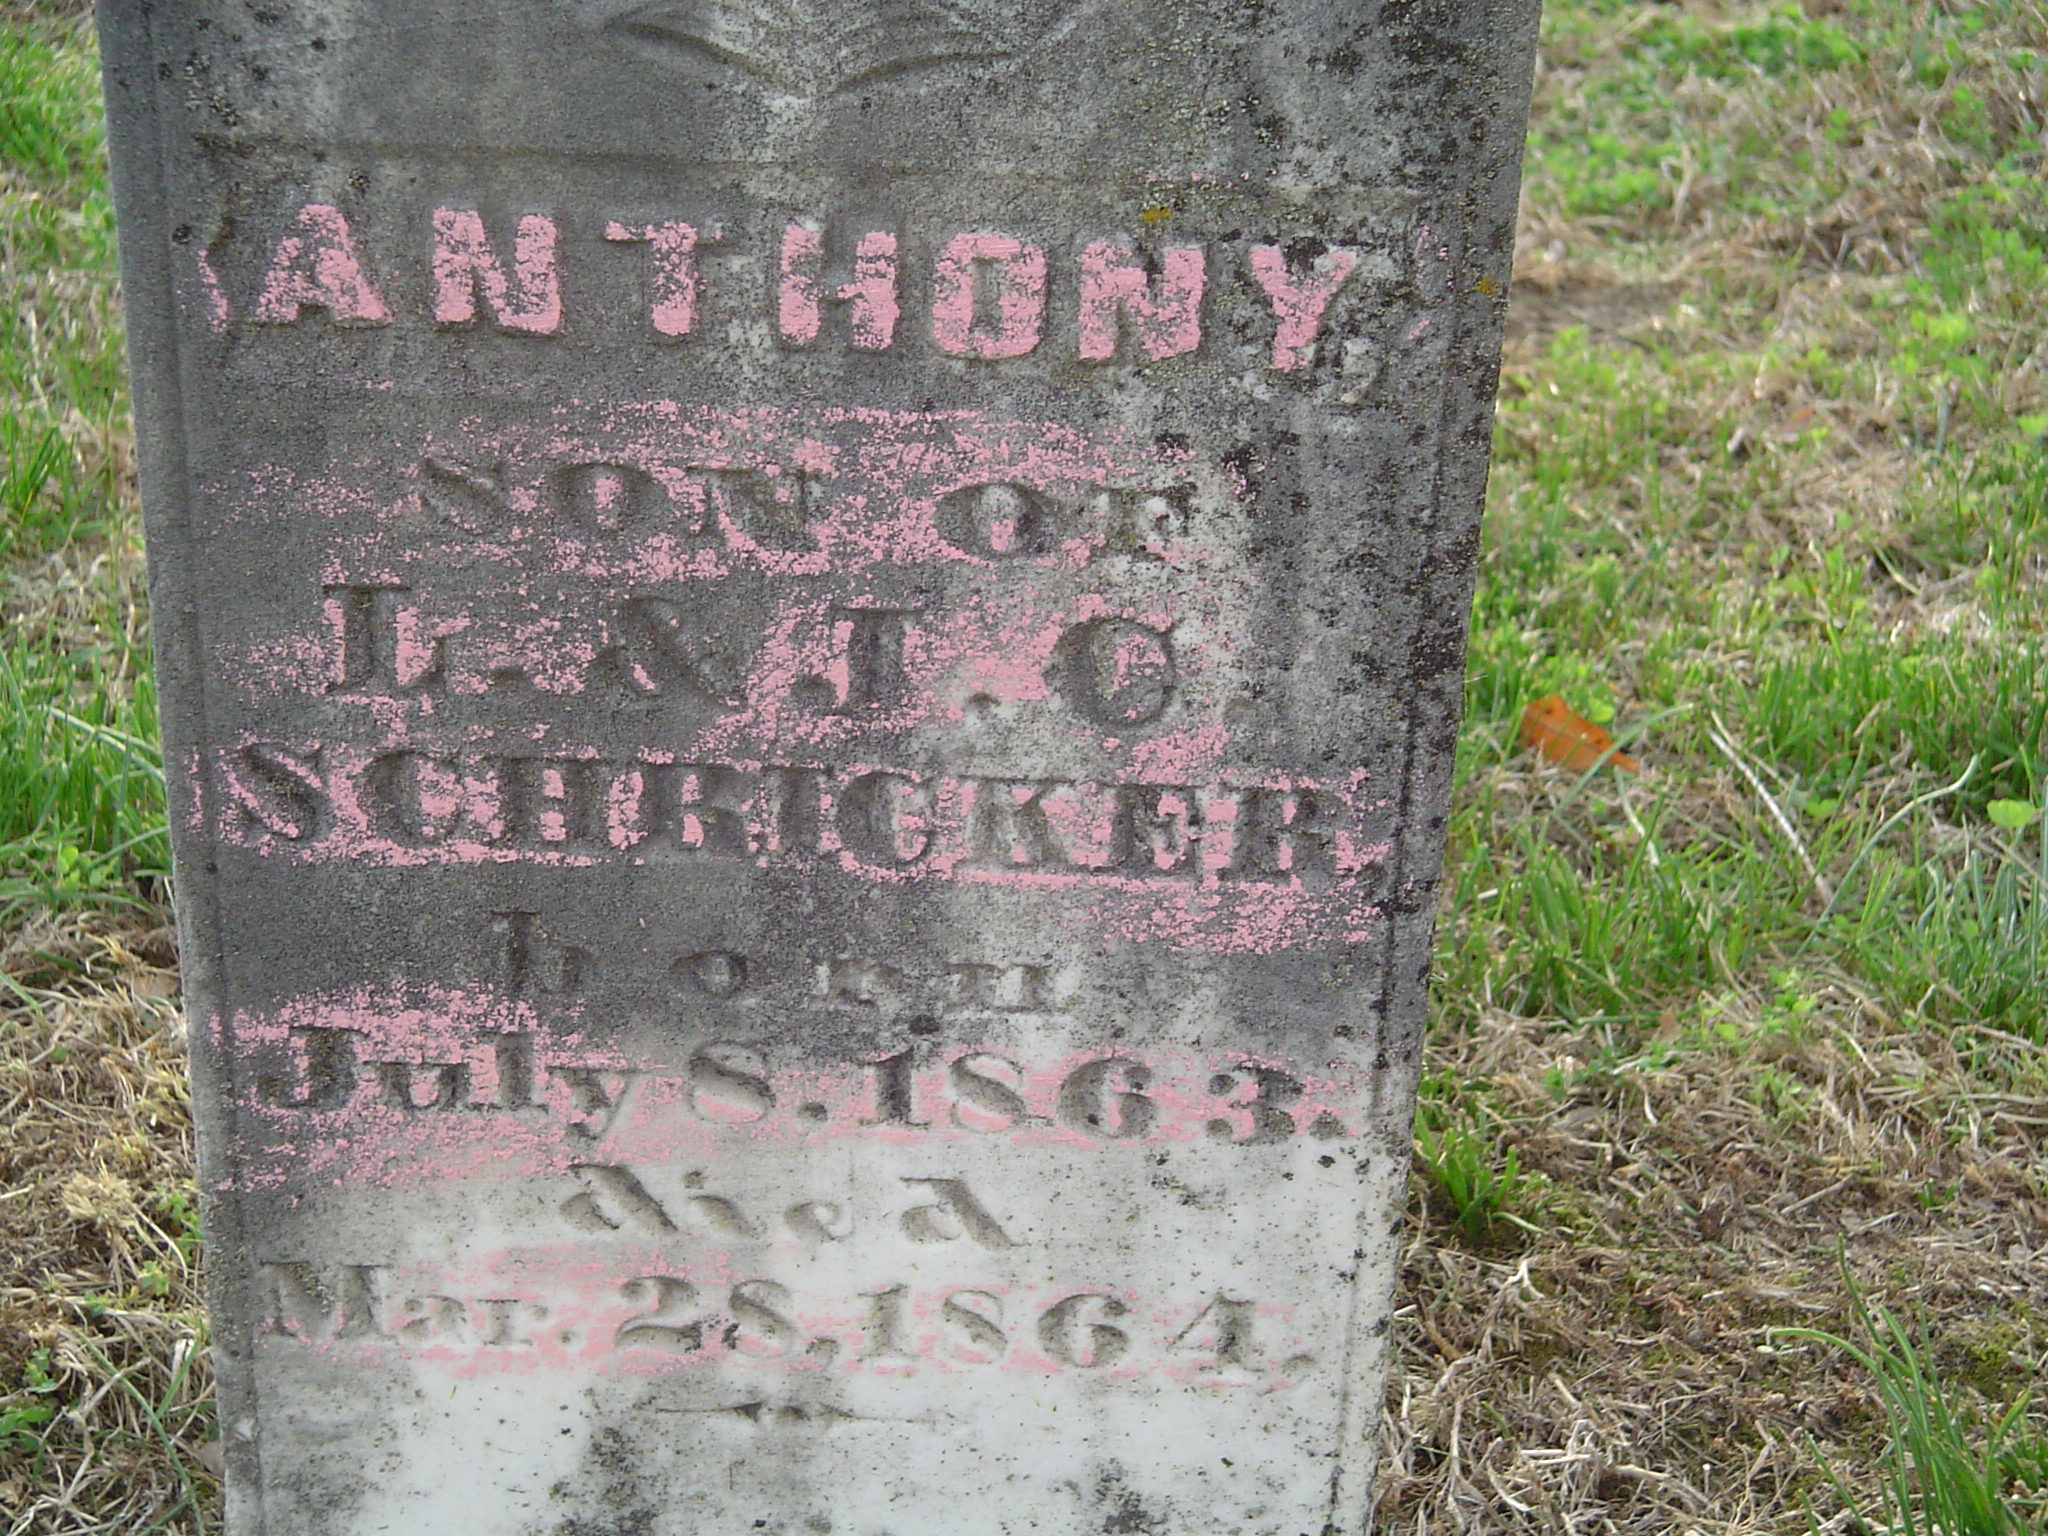 ANTHONY,
SON OF
L. & J. C.
SCHRICKER,
born
July 8. 1863.
died
Mar. 28, 1864.